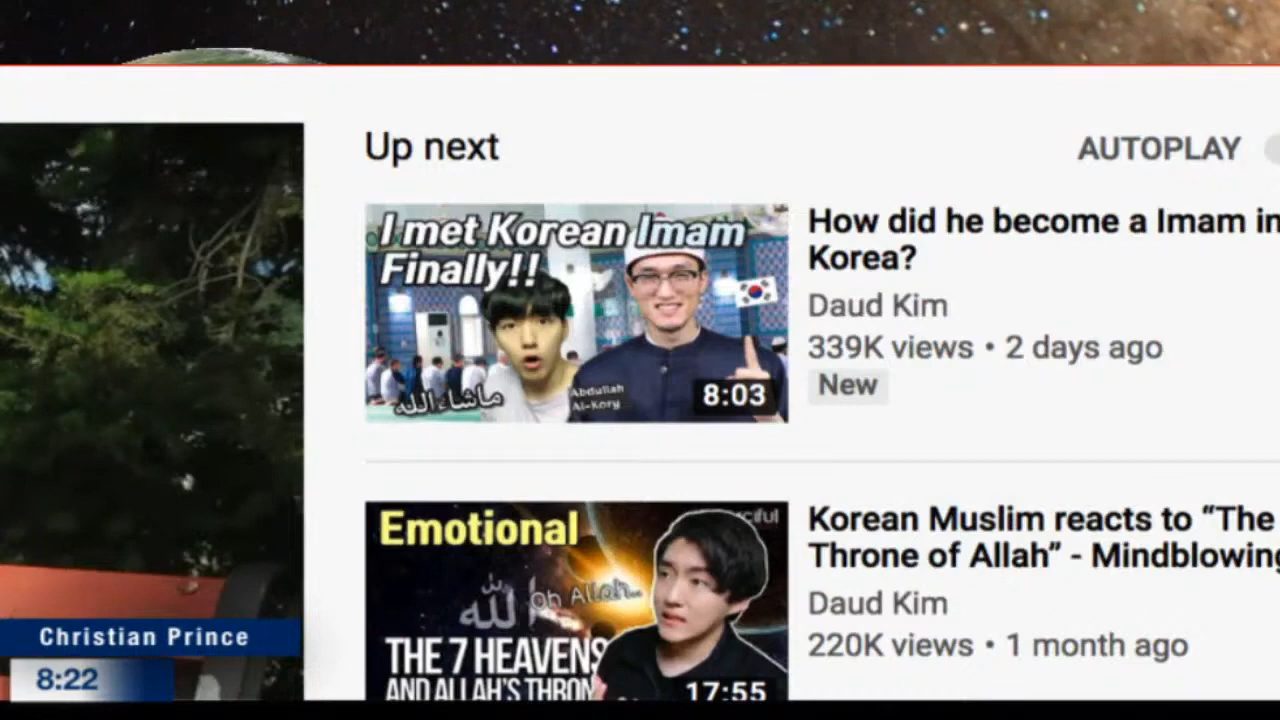 Up next
AUTOPLAY
I met Korean Imam
Finally!!
ماشاءالله
Abdullah
Al-Kory
8:03
How did he become a Imam in
Korea?
Daud Kim
339K views • 2 days ago
New
Emotional
ciful
الله
Oh Allah...
THE 7 HEAVENS
AND ALLAH'S THRON
17:55
Korean Muslim reacts to “The
Throne of Allah” - Mindblowing
Daud Kim
220K views • 1 month ago
Christian Prince
8:22